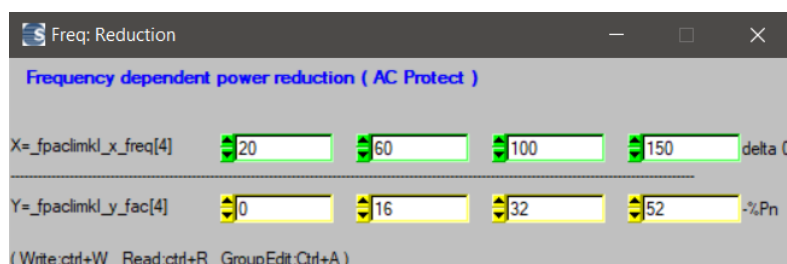 Freq: Reduction
Frequency dependent power reduction ( AC Protect )
X=_fpaclimkl_x_freq[4] 20 60 100 150 delta 0
Y=_fpaclimkl_y_fac[4] 0 16 32 52 -%Pn
( Write:ctrl+W Read:ctrl+R GroupEdit:Ctrl+A )